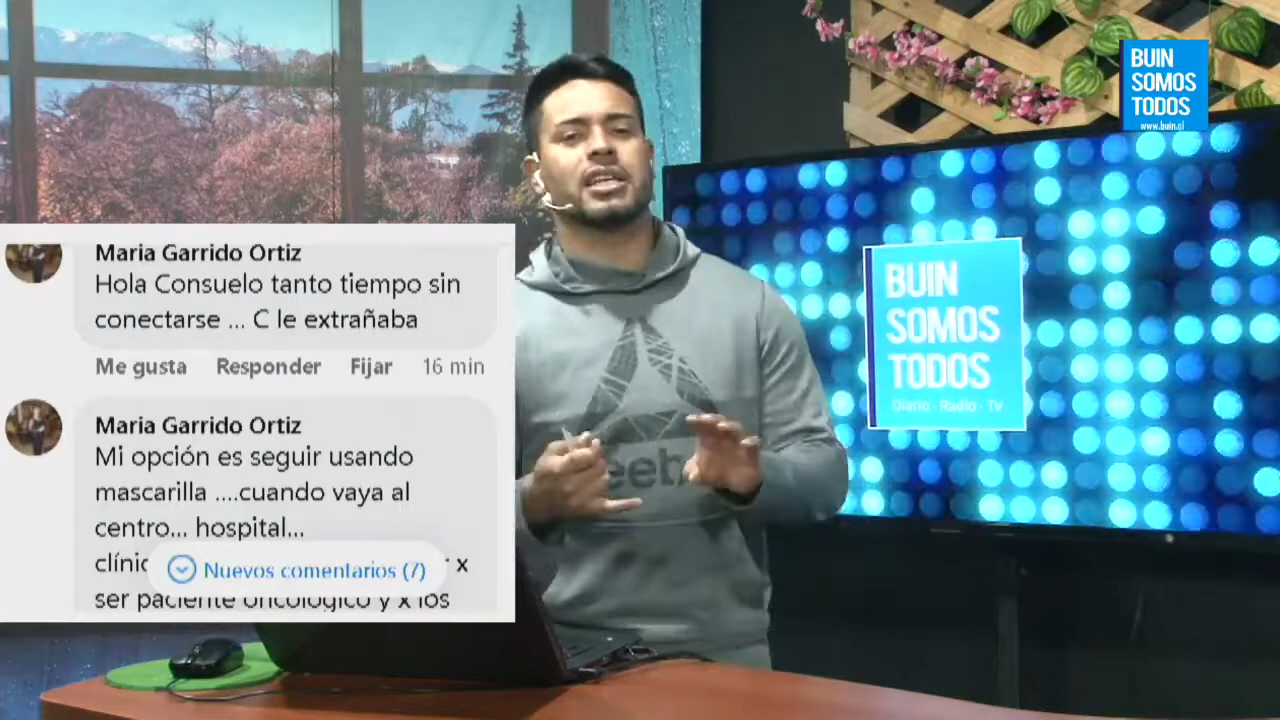 BUIN
SOMOS
TODOS
www.buin.cl
Maria Garrido Ortiz
Hola Consuelo tanto tiempo sin
conectarse ... C le extrañaba
Me gusta Responder Fijar 16 min
Maria Garrido Ortiz
Mi opción es seguir usando
mascarilla ....cuando vaya al
centro... hospital...
x
Nuevos comentarios (7)
ser paciente oncologico y x los
BUIN
SOMOS
TODOS
Diario · Radio · TV